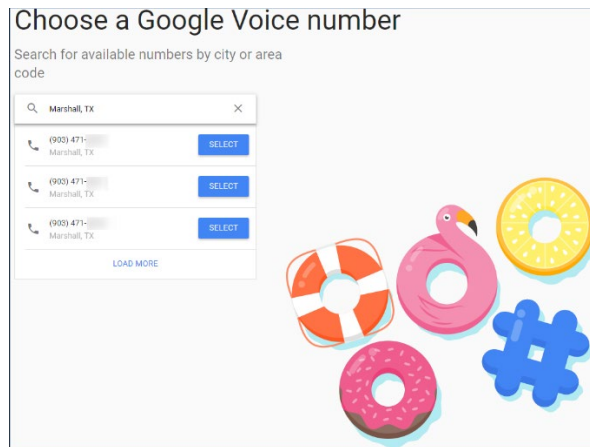 Choose a Google Voice number
Search for available numbers by city or area
code
Marshall, TX
(903) 471-
Marshall, TX
SELECT
(903) 471-
Marshall, TX
SELECT
(903) 471-
Marshall, TX
SELECT
LOAD MORE